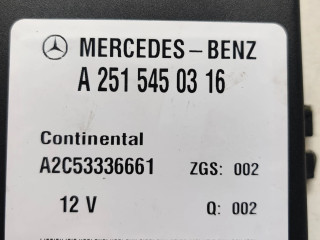 MERCEDES-BENZ
A 251 545 03 16
Continental
A2C53336661 ZGS: 002
12 V Q: 002